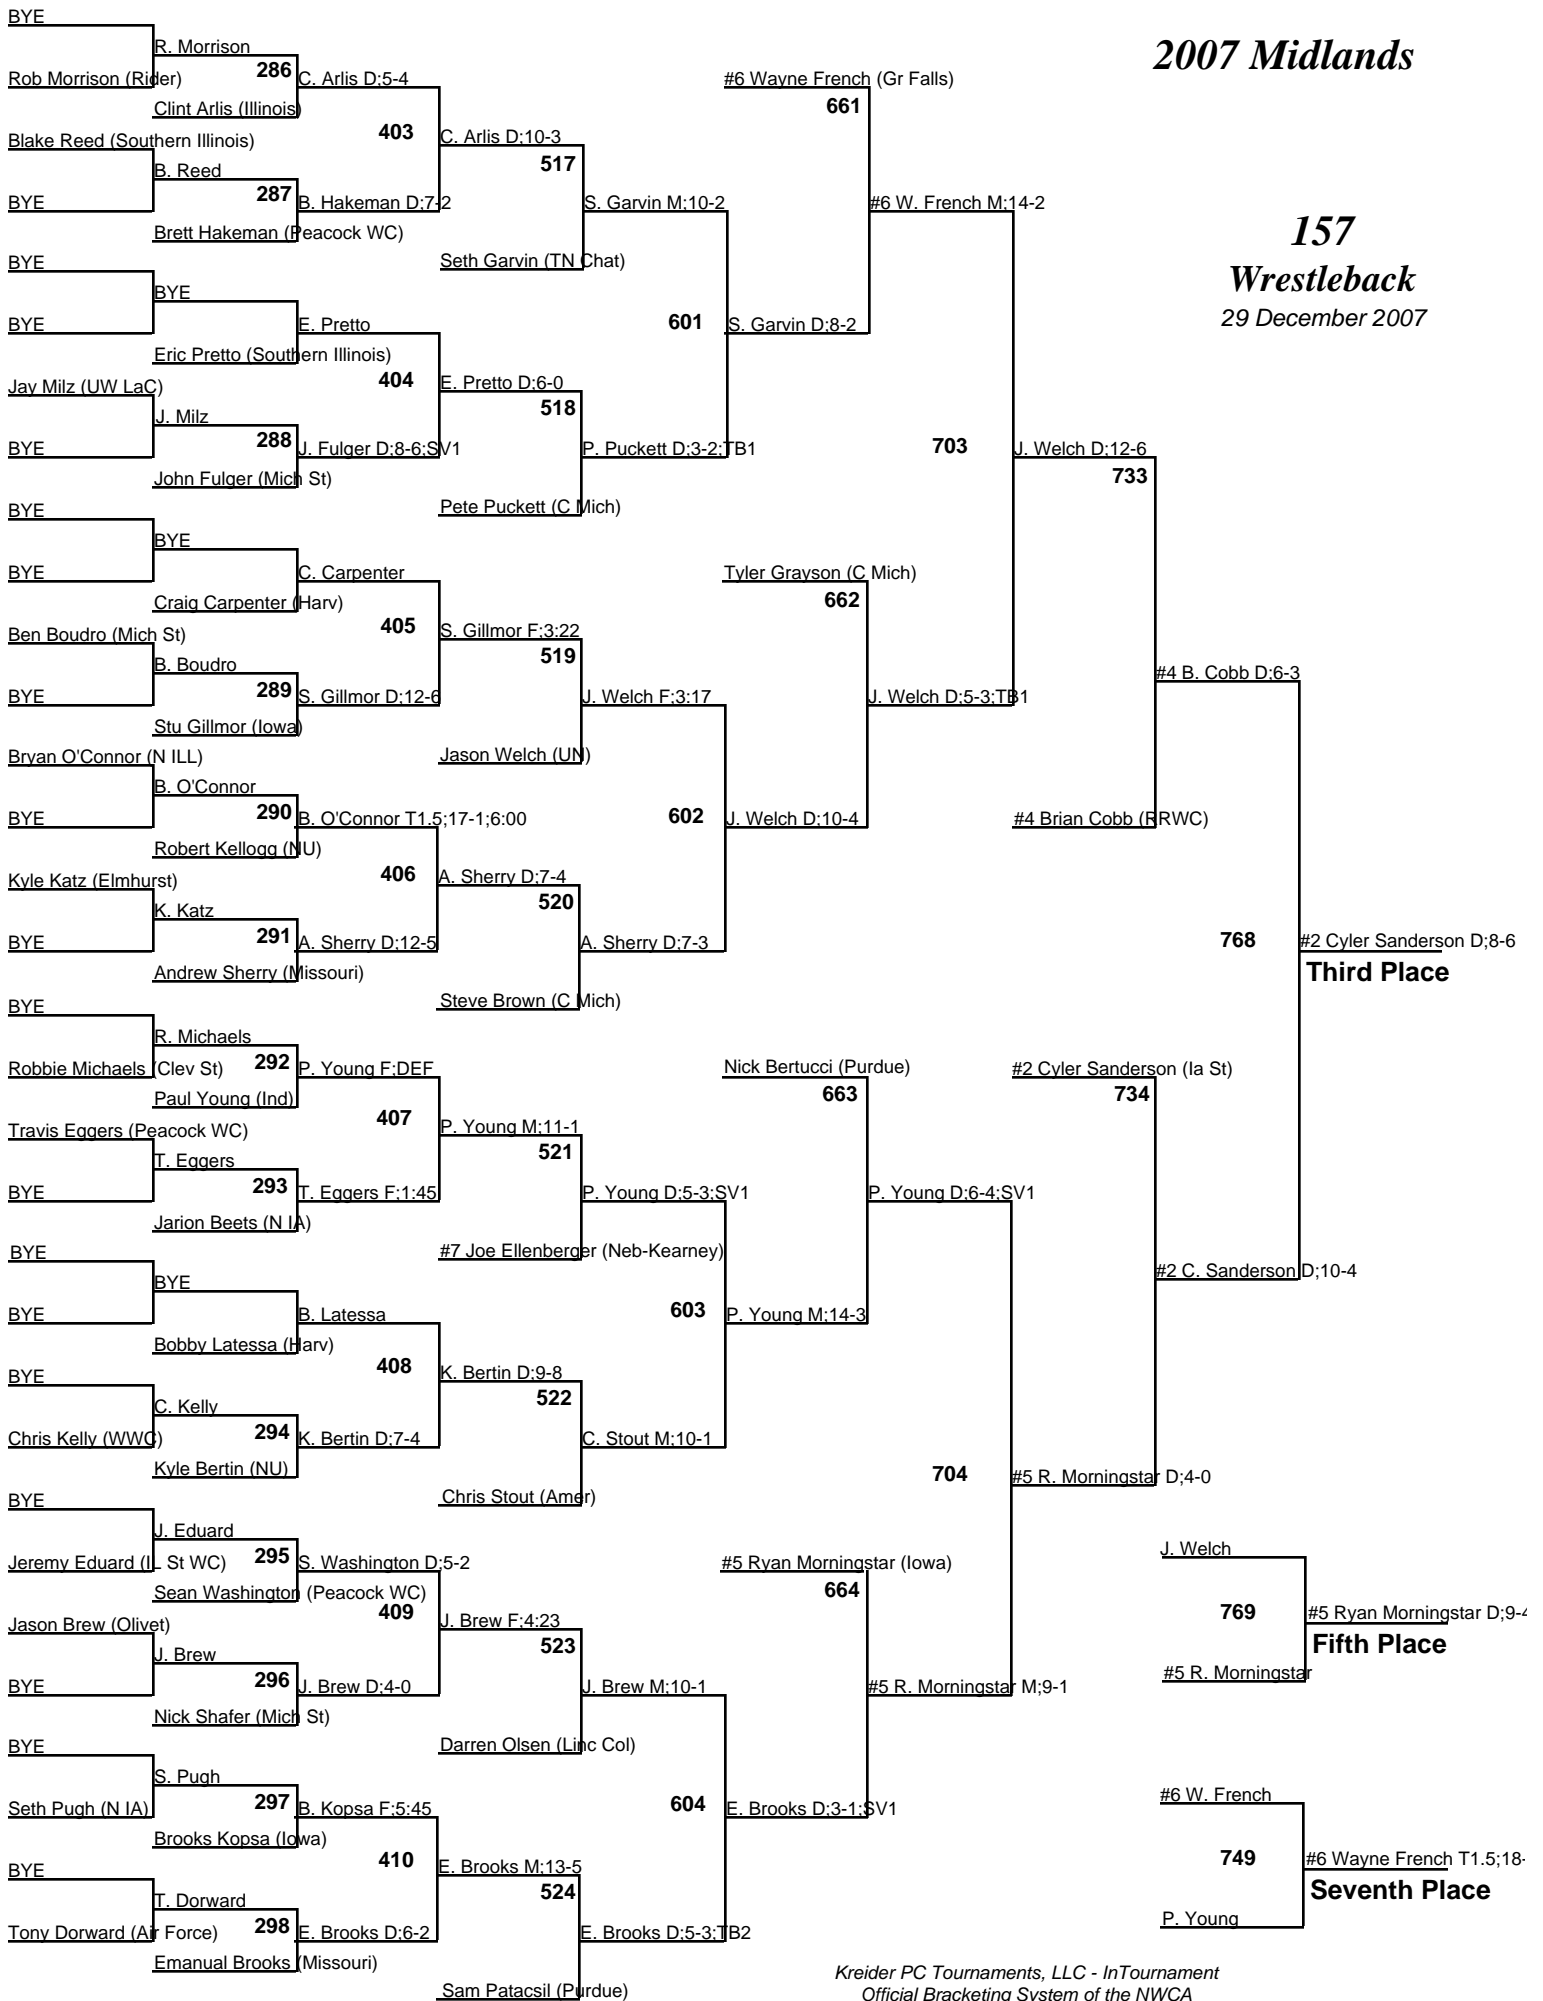 BYE
R. Morrison
Rob Morrison (Rider)
286
C. Arlis D;5-4
Clint Arlis (Illinois)
403
Blake Reed (Southern Illinois)
C. Arlis D;10-3
517
B. Reed
287
BYE
B. Hakeman D;7-2
Brett Hakeman (Peacock WC)
S. Garvin M;10-2
Seth Garvin (TN Chat)
BYE
BYE
BYE
E. Pretto
Eric Pretto (Southern Illinois)
601
S. Garvin D;8-2
404
Jay Milz (UW LaC)
E. Pretto D;6-0
518
J. Milz
288
BYE
J. Fulger D;8-6;SV1
John Fulger (Mich St)
P. Puckett D;3-2;TB1
Pete Puckett (C Mich)
BYE
BYE
BYE
C. Carpenter
Craig Carpenter (Harv)
405
Ben Boudro (Mich St)
S. Gillmor F;3:22
519
B. Boudro
289
BYE
S. Gillmor D;12-6
Stu Gillmor (Iowa)
J. Welch F;3:17
Jason Welch (UN)
Bryan O'Connor (N ILL)
B. O'Connor
290
BYE
B. O'Connor T1.5;17-1;6:00
Robert Kellogg (NU)
602
J. Welch D;10-4
406
Kyle Katz (Elmhurst)
A. Sherry D;7-4
520
K. Katz
291
BYE
A. Sherry D;12-5
Andrew Sherry (Missouri)
A. Sherry D;7-3
Steve Brown (C Mich)
BYE
R. Michaels
Robbie Michaels (Clev St)
292
P. Young F;DEF
Paul Young (Ind)
407
Travis Eggers (Peacock WC)
P. Young M;11-1
521
T. Eggers
293
BYE
T. Eggers F;1:45
Jarion Beets (N IA)
P. Young D;5-3;SV1
#7 Joe Ellenberger (Neb-Kearney)
BYE
BYE
BYE
B. Latessa
Bobby Latessa (Harv)
603
P. Young M;14-3
408
BYE
K. Bertin D;9-8
522
C. Kelly
Chris Kelly (WWC)
294
K. Bertin D;7-4
Kyle Bertin (NU)
C. Stout M;10-1
Chris Stout (Amer)
BYE
J. Eduard
Jeremy Eduard (IL St WC)
295
S. Washington D;5-2
Sean Washington (Peacock WC)
409
Jason Brew (Olivet)
J. Brew F;4:23
523
J. Brew
296
BYE
J. Brew D;4-0
Nick Shafer (Mich St)
J. Brew M;10-1
Darren Olsen (Linc Col)
BYE
S. Pugh
Seth Pugh (N IA)
297
B. Kopsa F;5:45
Brooks Kopsa (Iowa)
604
E. Brooks D;3-1;SV1
410
BYE
E. Brooks M;13-5
524
T. Dorward
Tony Dorward (Air Force)
298
E. Brooks D;6-2
Emanual Brooks (Missouri)
E. Brooks D;5-3;TB2
Sam Patacsil (Purdue)
#6 Wayne French (Gr Falls)
661
#6 W. French M;14-2
703
J. Welch D;12-6
733
Tyler Grayson (C Mich)
662
J. Welch D;5-3;TB1
#4 B. Cobb D;6-3
#4 Brian Cobb (RRWC)
768
#2 Cyler Sanderson D;8-6
Third Place
Nick Bertucci (Purdue)
663
#2 Cyler Sanderson (Ia St)
734
P. Young D;6-4;SV1
#2 C. Sanderson D;10-4
704
#5 R. Morningstar D;4-0
#5 Ryan Morningstar (Iowa)
664
#5 R. Morningstar M;9-1
J. Welch
769
#5 Ryan Morningstar D;9-4
Fifth Place
#5 R. Morningstar
#6 W. French
749
#6 Wayne French T1.5;18-
Seventh Place
P. Young
2007 Midlands
157
Wrestleback
29 December 2007
Kreider PC Tournaments, LLC - InTournament
Official Bracketing System of the NWCA